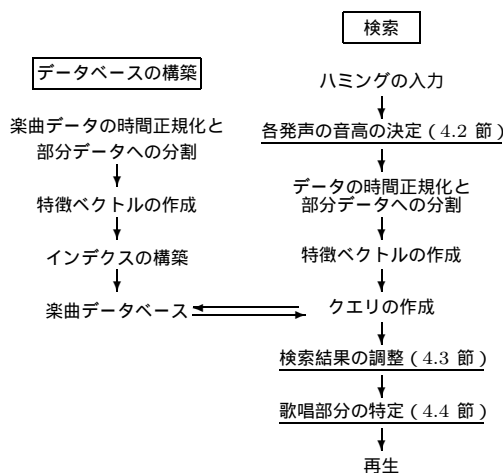 データベースの構築
楽曲データの時間正規化と
部分データへの分割
特徴ベクトルの作成
インデクスの構築
楽曲データベース
検索
ハミングの入力
各発声の音高の決定 ( 4.2 節 )
データの時間正規化と
部分データへの分割
特徴ベクトルの作成
クエリの作成
検索結果の調整 ( 4.3 節 )
歌唱部分の特定 ( 4.4 節 )
再生